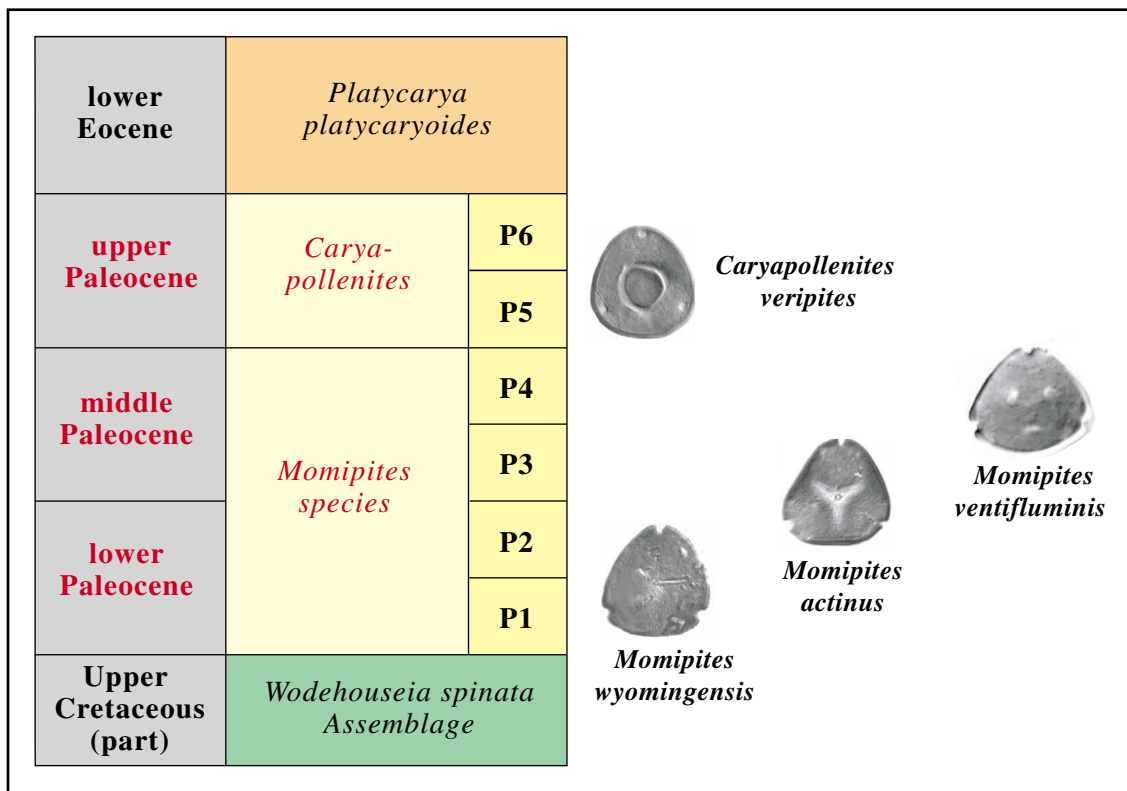 lower
Eocene
Platycarya
platycaryoides
upper
Paleocene
Carya-
pollenites
P6
P5
Caryapollenites
veripites
middle
Paleocene
Momipites
species
P4
P3
Momipites
ventifluminis
Momipites
actinus
lower
Paleocene
P2
P1
Momipites
wyomingensis
Upper
Cretaceous
(part)
Wodehouseia spinata
Assemblage